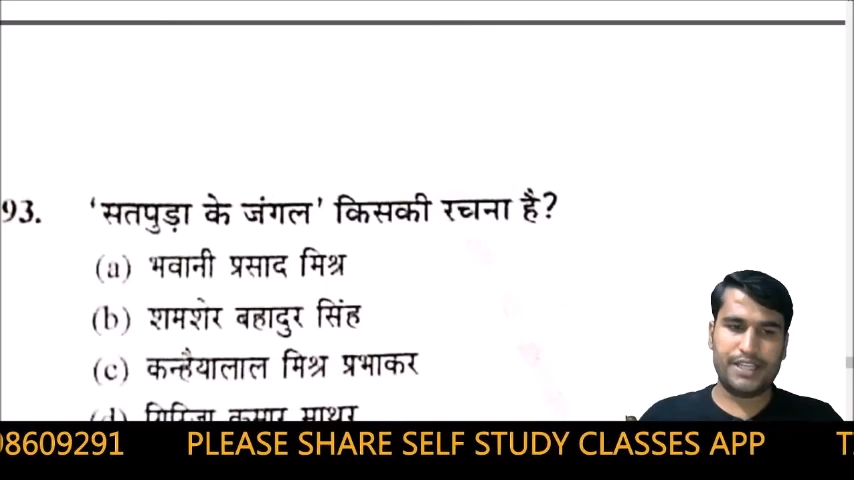 93. 'सतपुड़ा के जंगल' किसकी रचना है?
(a) भवानी प्रसाद मिश्र
(b) शमशेर बहादुर सिंह
(c) कन्हैयालाल मिश्र प्रभाकर
(d) गिरिजा कुमार माथुर
98609291 PLEASE SHARE SELF STUDY CLASSES APP T